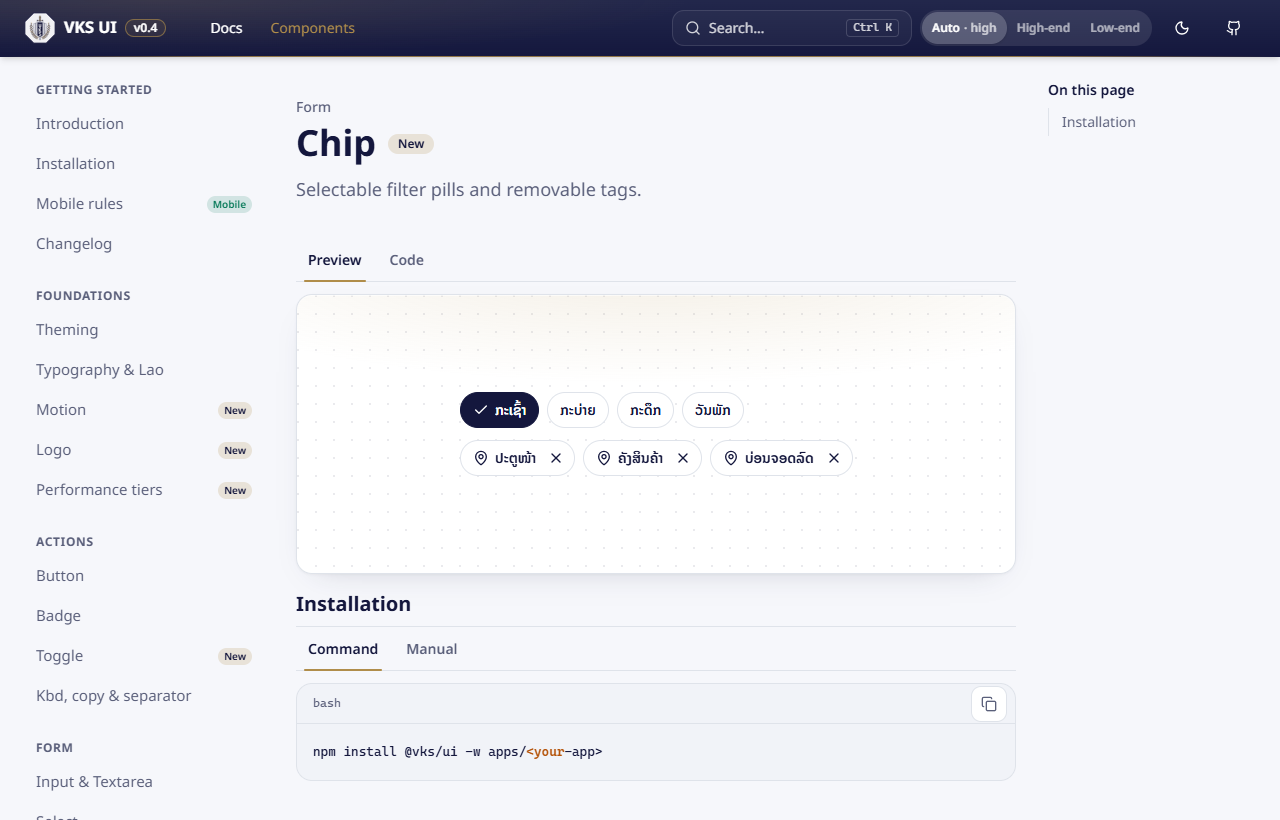 VKS UI v0.4 Docs Components Search... Ctrl K Auto · high High-end Low-end
GETTING STARTED
Introduction
Installation
Mobile rules Mobile
Changelog
FOUNDATIONS
Theming
Typography & Lao
Motion New
Logo New
Performance tiers New
ACTIONS
Button
Badge
Toggle New
Kbd, copy & separator
FORM
Input & Textarea
Select
Form
Chip New
Selectable filter pills and removable tags.
Preview Code
ກະເຊົ້າ ກະບ່າຍ ກະດຶກ ວັນພັກ
ປະຕູໜ້າ ຄັງສິນຄ້າ ບ່ອນຈອດລົດ
Installation
Command Manual
bash
npm install @vks/ui -w apps/<your-app>
On this page
Installation